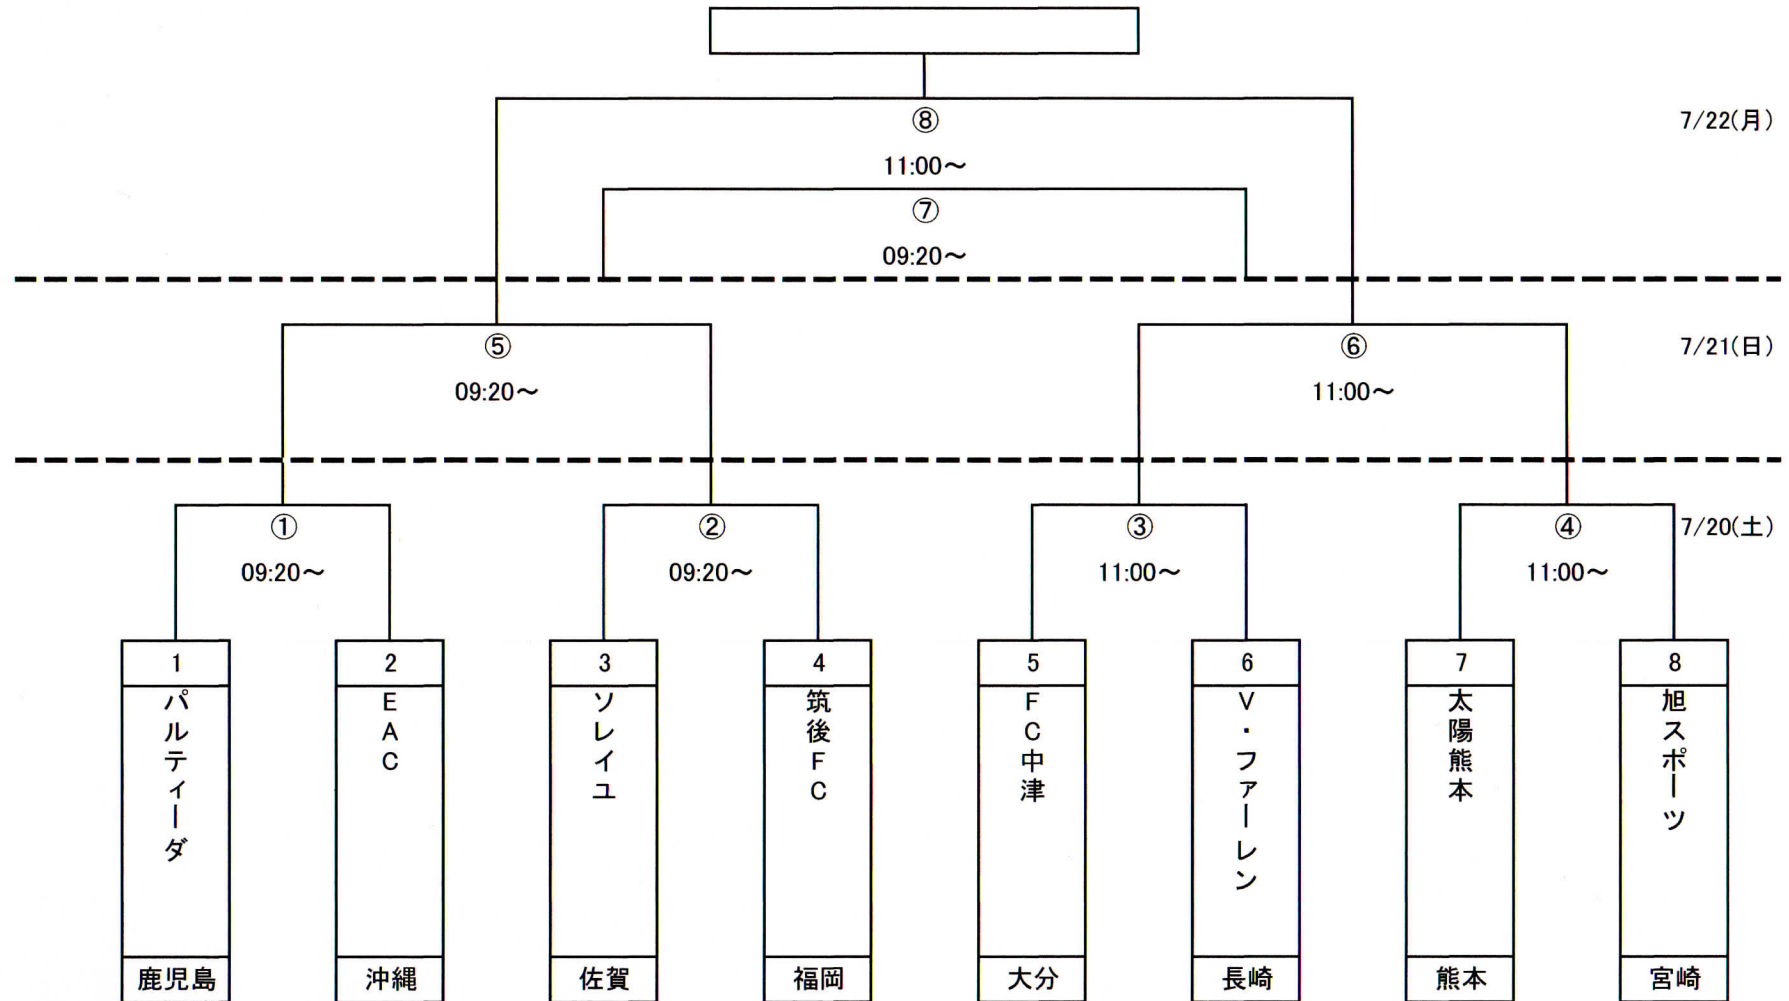 ⑧
7/22(月)
11:00～
⑦
09:20～
⑤
⑥
7/21(日)
09:20～
11:00～
①
②
③
④
7/20(土)
09:20～
09:20～
11:00～
11:00～
1
2
3
4
5
6
7
8
パルティーダ
EAC
ソレイユ
筑後FC
FC中津
V・ファーレン
太陽熊本
旭スポーツ
鹿児島
沖縄
佐賀
福岡
大分
長崎
熊本
宮崎